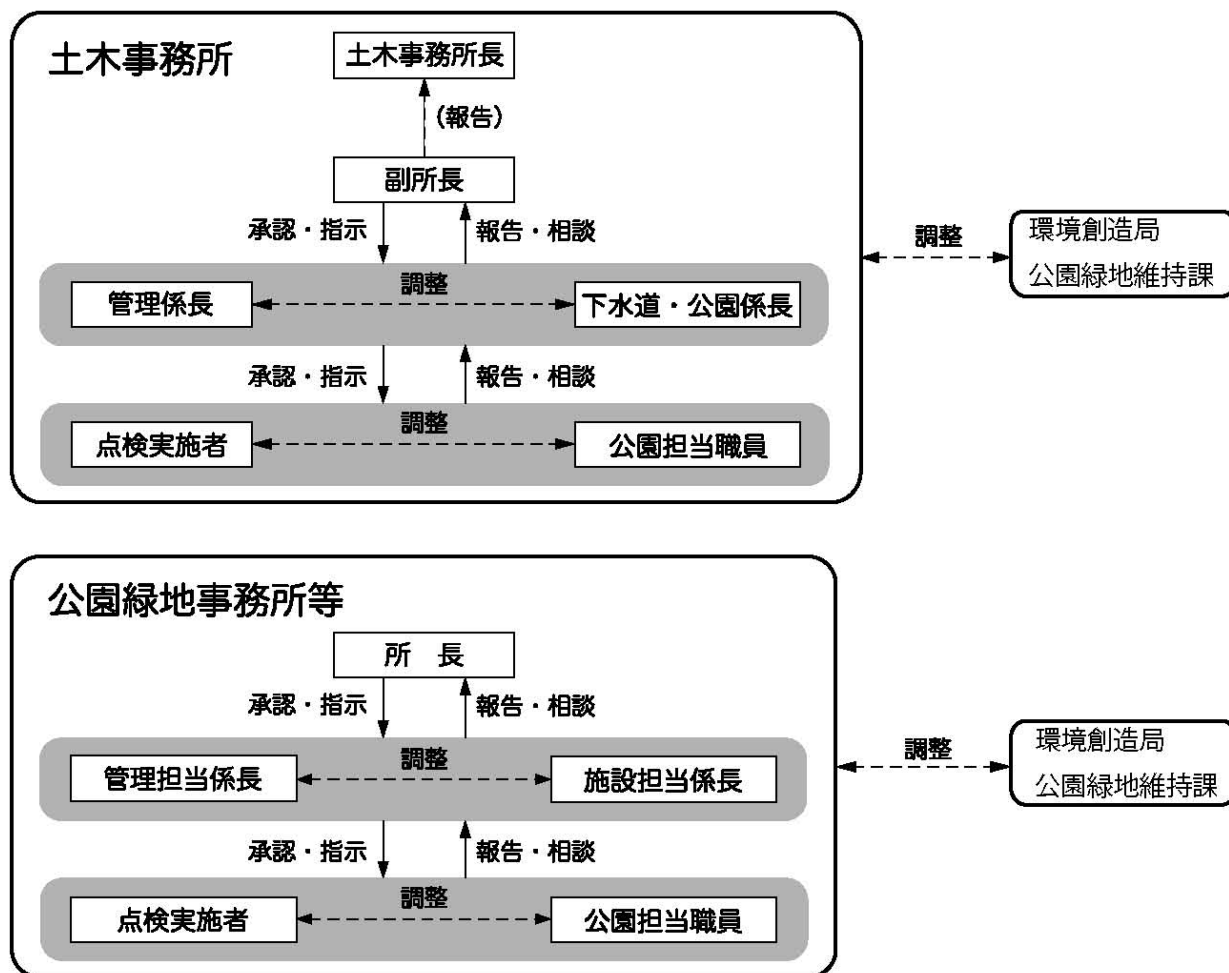 土木事務所
土木事務所長
(報告)
副所長
承認・指示
報告・相談
調整
管理係長
下水道・公園係長
承認・指示
報告・相談
調整
点検実施者
公園担当職員
調整
環境創造局
公園緑地維持課
公園緑地事務所等
所　長
承認・指示
報告・相談
調整
管理担当係長
施設担当係長
承認・指示
報告・相談
調整
点検実施者
公園担当職員
調整
環境創造局
公園緑地維持課